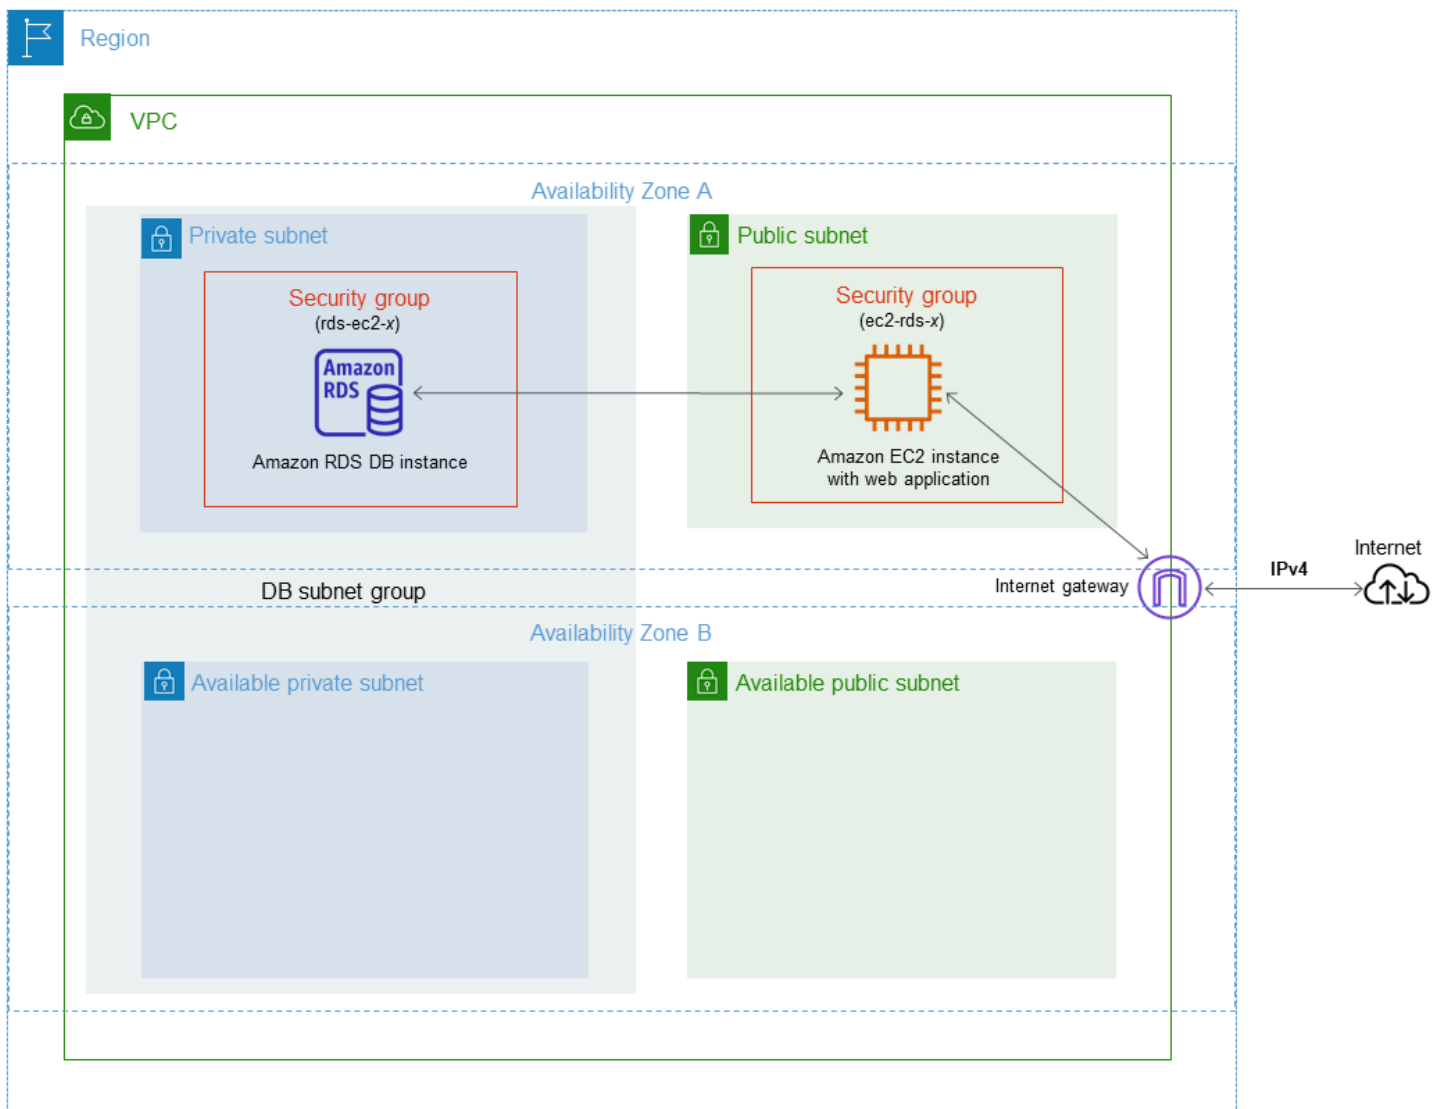 Region
VPC
Availability Zone A
Private subnet
Public subnet
Security group
(rds-ec2-x)
Amazon
RDS
Amazon RDS DB instance
Security group
(ec2-rds-x)
Amazon EC2 instance
with web application
DB subnet group
Internet gateway
IPv4
Internet
Availability Zone B
Available private subnet
Available public subnet